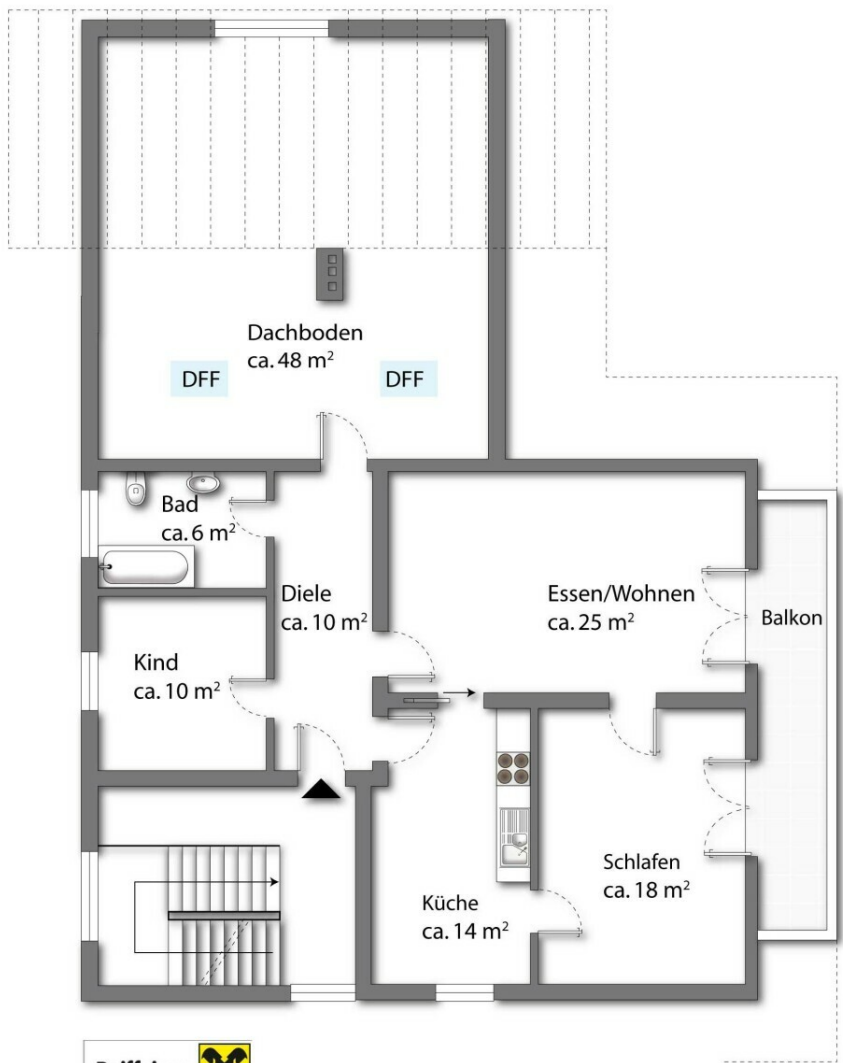 Dachboden
ca. 48 m²
DFF
DFF
Bad
ca. 6 m²
Diele
ca. 10 m²
Essen/Wohnen
ca. 25 m²
Balkon
Kind
ca. 10 m²
Schlafen
ca. 18 m²
Küche
ca. 14 m²